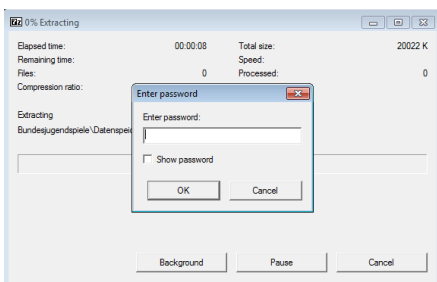 7z 0% Extracting
Elapsed time: 00:00:08 Total size: 20022 K
Remaining time: Speed:
Files: 0 Processed: 0
Compression ratio:
Enter password
Extracting
Enter password:
Bundesjugendspiele\
Show password
OK Cancel
Background Pause Cancel